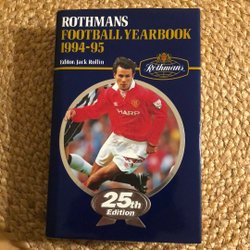 ROTHMANS
FOOTBALL YEARBOOK
1994-95
Editor: Jack Rollin
Rothmans
SHARP
25th
Edition